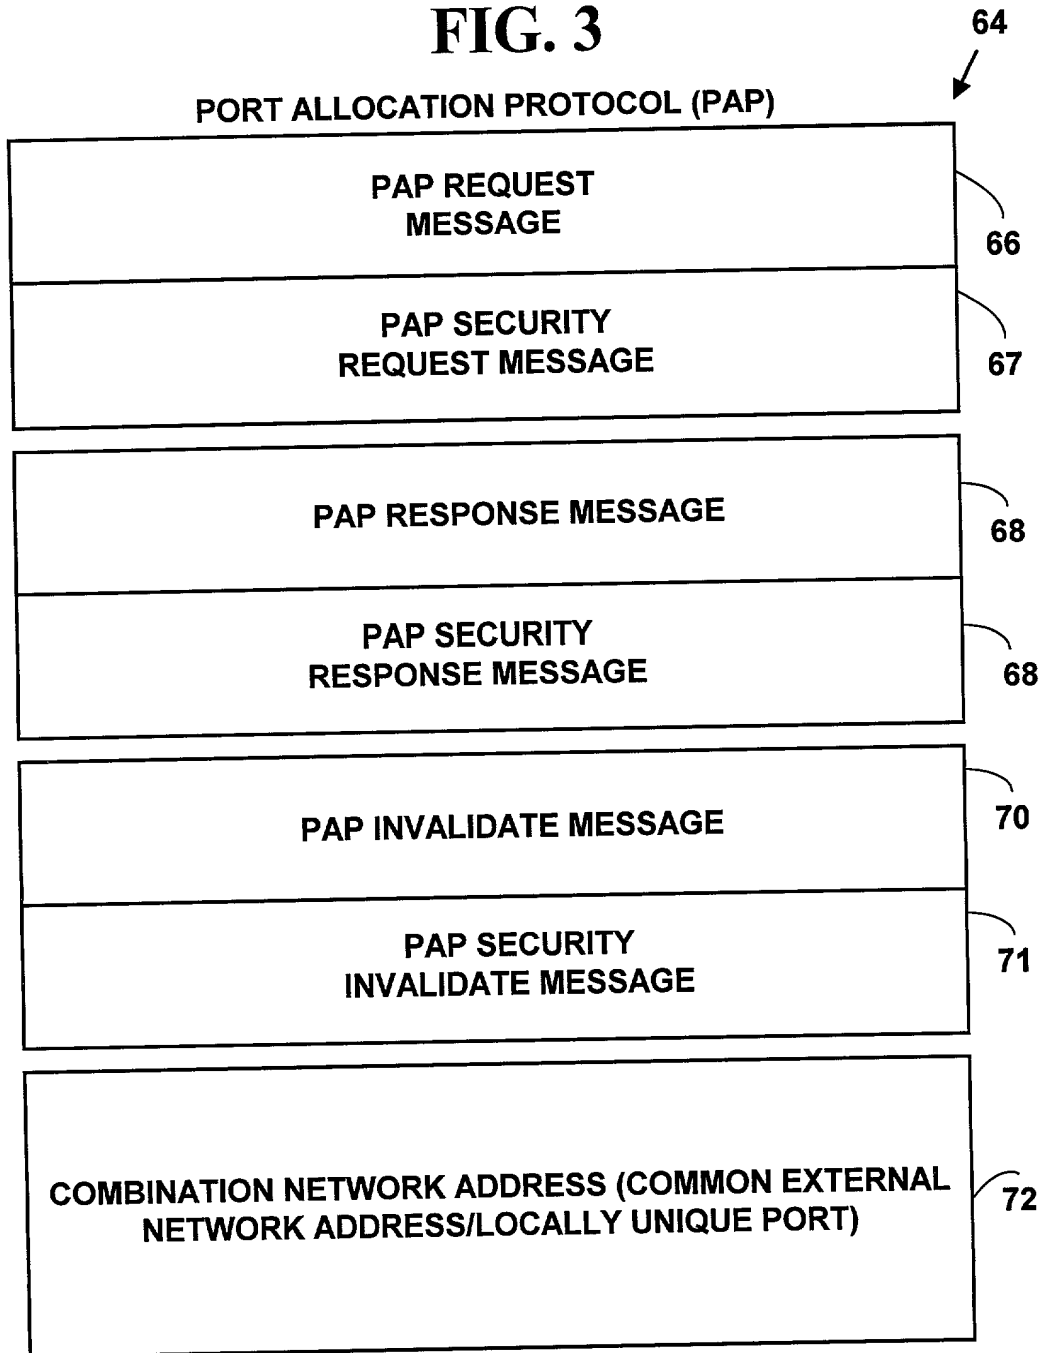 FIG. 3
64
PORT ALLOCATION PROTOCOL (PAP)
PAP REQUEST
MESSAGE
66
PAP SECURITY
REQUEST MESSAGE
67
PAP RESPONSE MESSAGE
68
PAP SECURITY
RESPONSE MESSAGE
68
PAP INVALIDATE MESSAGE
70
PAP SECURITY
INVALIDATE MESSAGE
71
COMBINATION NETWORK ADDRESS (COMMON EXTERNAL
NETWORK ADDRESS/LOCALLY UNIQUE PORT)
72